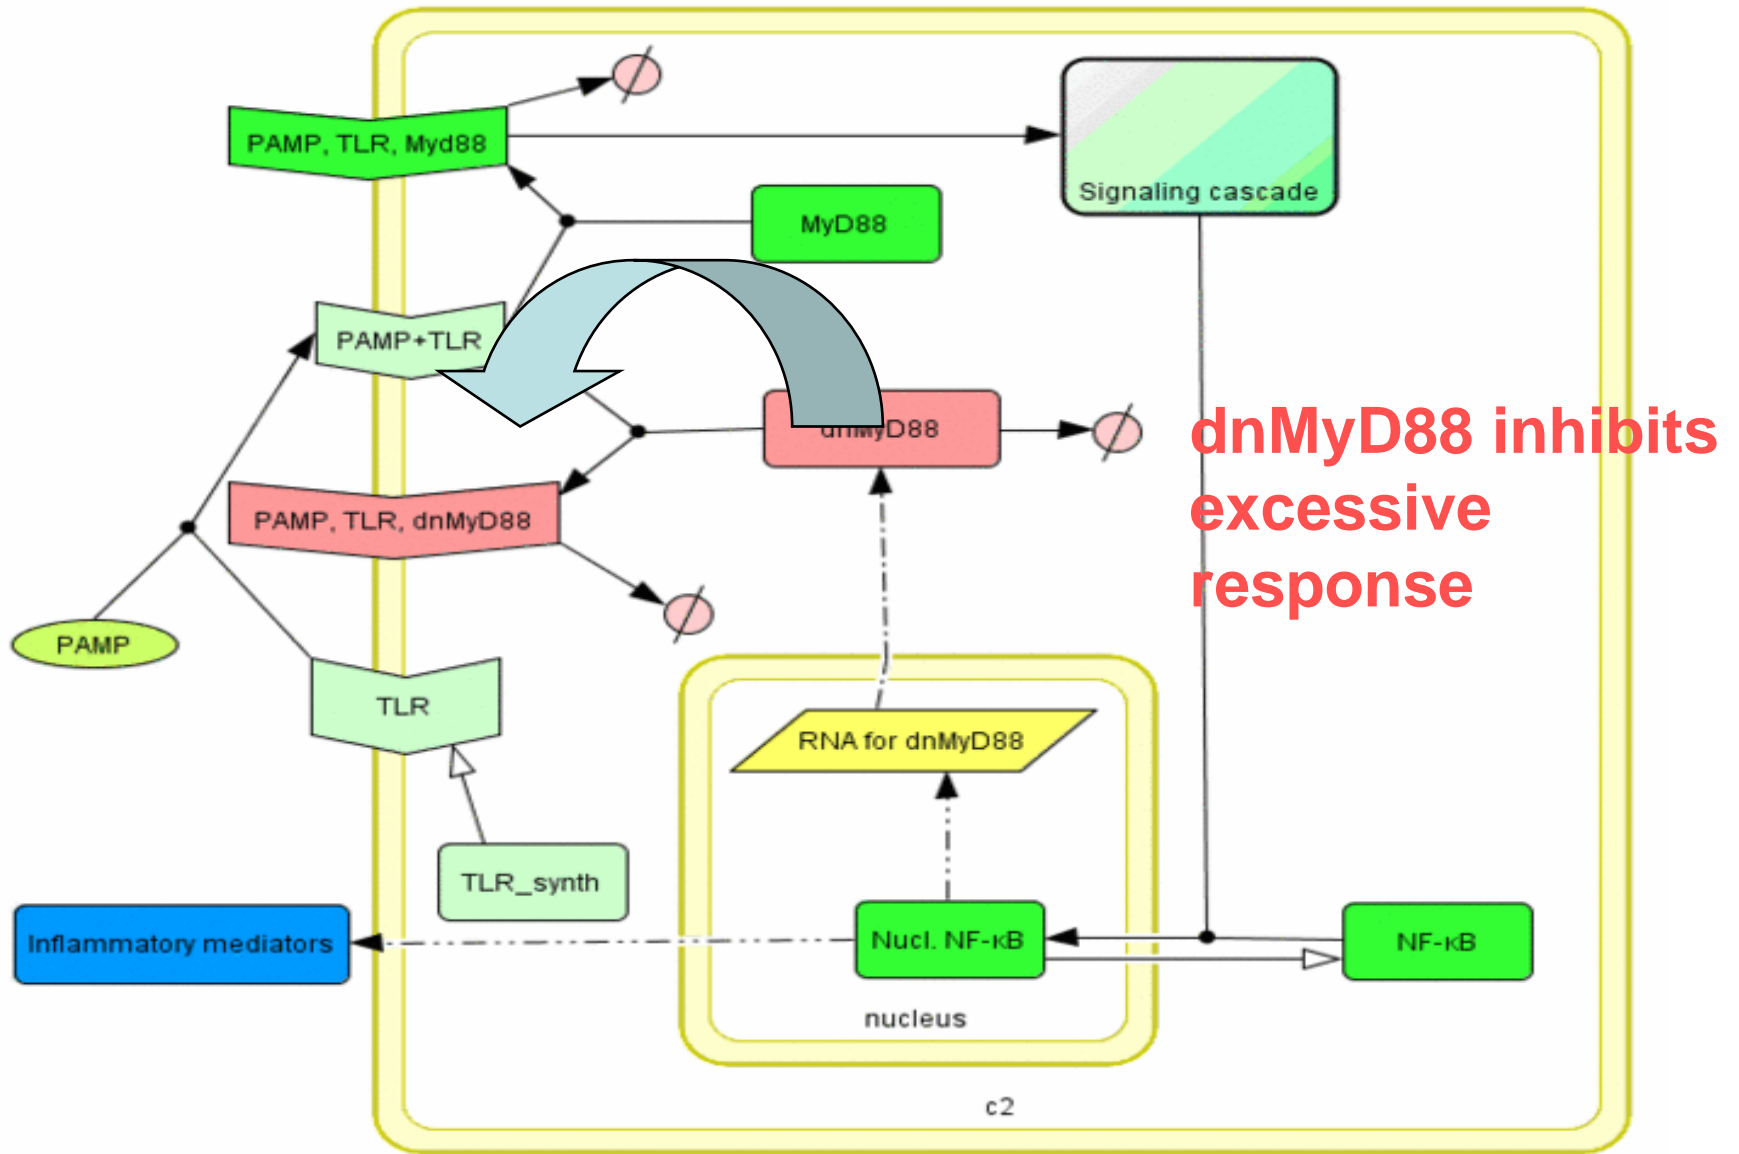 PAMP, TLR, Myd88
Signaling cascade
MyD88
PAMP+TLR
dnMyD88
dnMyD88 inhibits
excessive
response
PAMP, TLR, dnMyD88
PAMP
TLR
RNA for dnMyD88
TLR_synth
Inflammatory mediators
Nucl. NF-κB
NF-κB
nucleus
c2